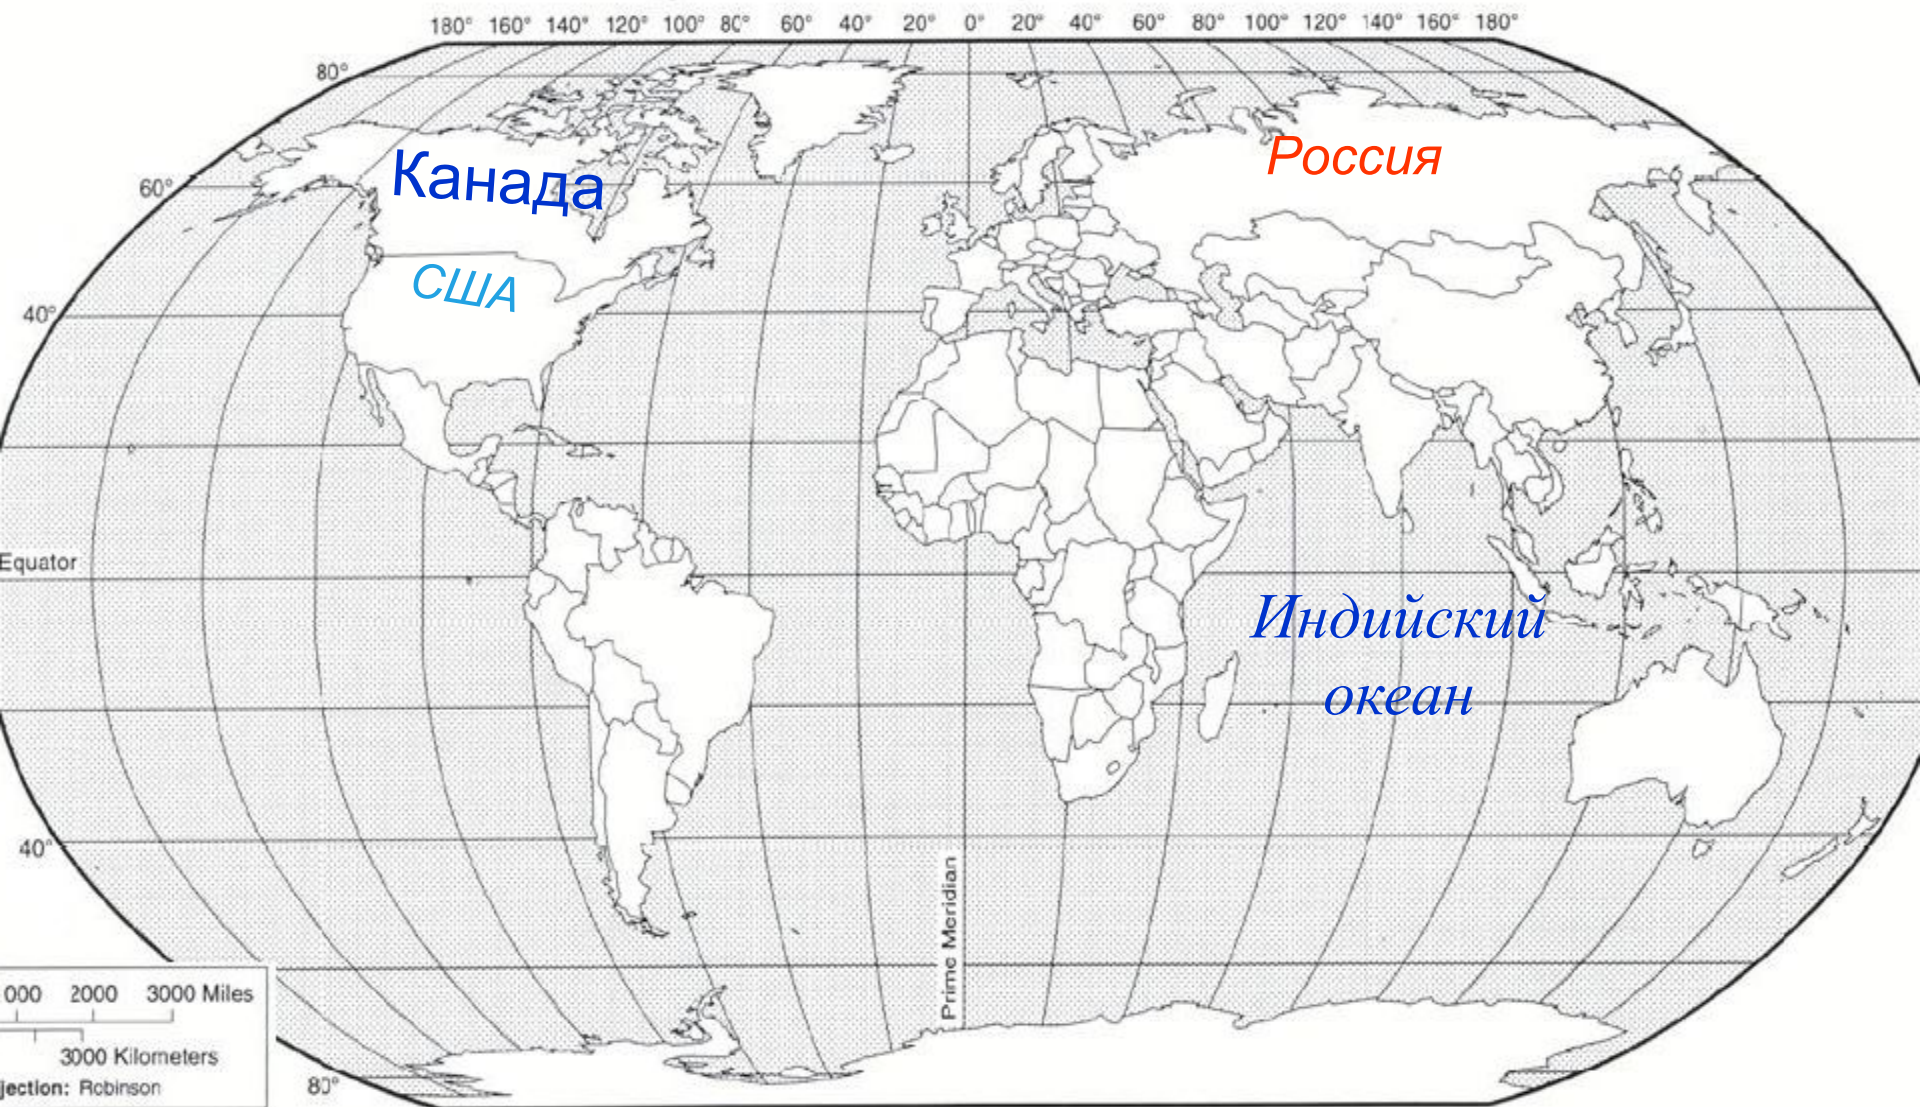 180° 160° 140° 120° 100° 80° 60° 40° 20° 0° 20° 40° 60° 80° 100° 120° 140° 160° 180°
80°
Россия
Канада
60°
США
40°
Equator
Индийский
океан
40°
Prime Meridian
000 2000 3000 Miles
3000 Kilometers
jection: Robinson
80°